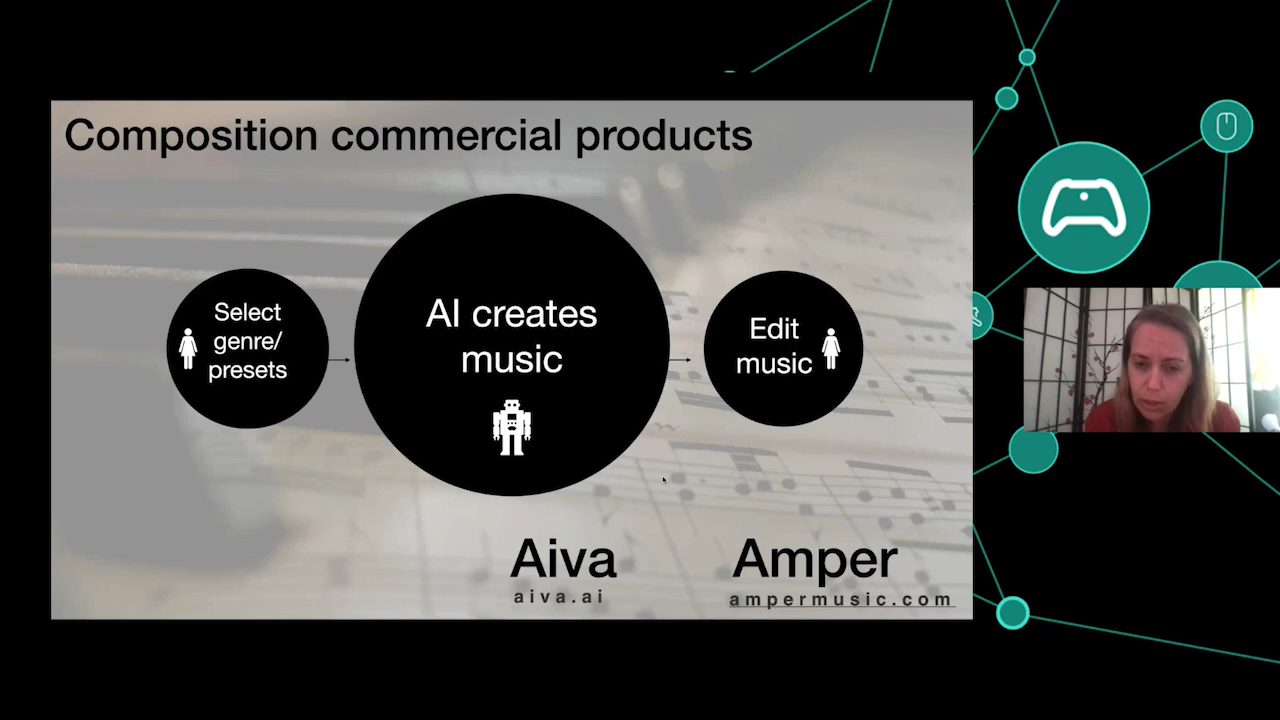 Composition commercial products
Select
genre/
presets
AI creates
music
Edit
music
Aiva
aiva.ai
Amper
ampermusic.com